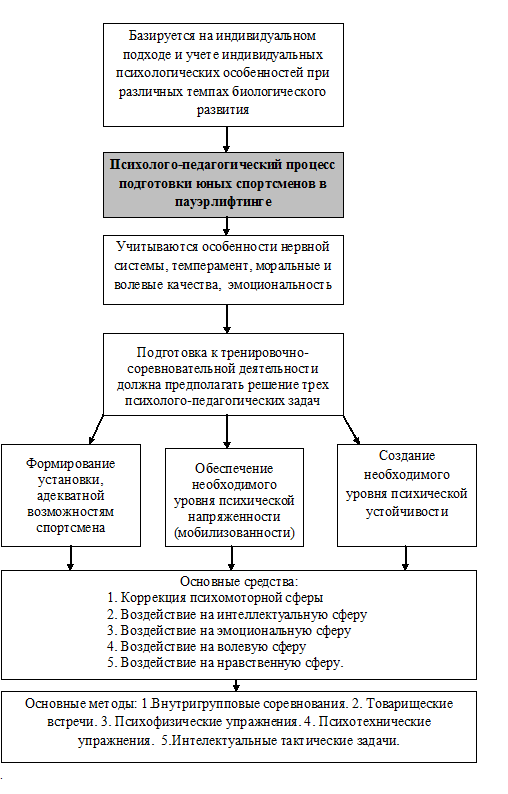 Базируется на индивидуальном
подходе и учете индивидуальных
психологических особенностей при
различных темпах биологического
развития
Психолого-педагогический процесс
подготовки юных спортсменов в
пауэрлифтинге
Учитываются особенности нервной
системы, темперамент, моральные и
волевые качества, эмоциональность
Подготовка к тренировочно-
соревновательной деятельности
должна предполагать решение трех
психолого-педагогических задач
Формирование
установки,
адекватной
возможностям
спортсмена
Обеспечение
необходимого
уровня психической
напряженности
(мобилизованности)
Создание
необходимого
уровня психической
устойчивости
Основные средства:
1. Коррекция психомоторной сферы
2. Воздействие на интеллектуальную сферу
3. Воздействие на эмоциональную сферу
4. Воздействие на волевую сферу
5. Воздействие на нравственную сферу.
Основные методы: 1.Внутригрупповые соревнования. 2. Товарищеские
встречи. 3. Психофизические упражнения. 4. Психотехнические
упражнения. 5.Интелектуальные тактические задачи.
.